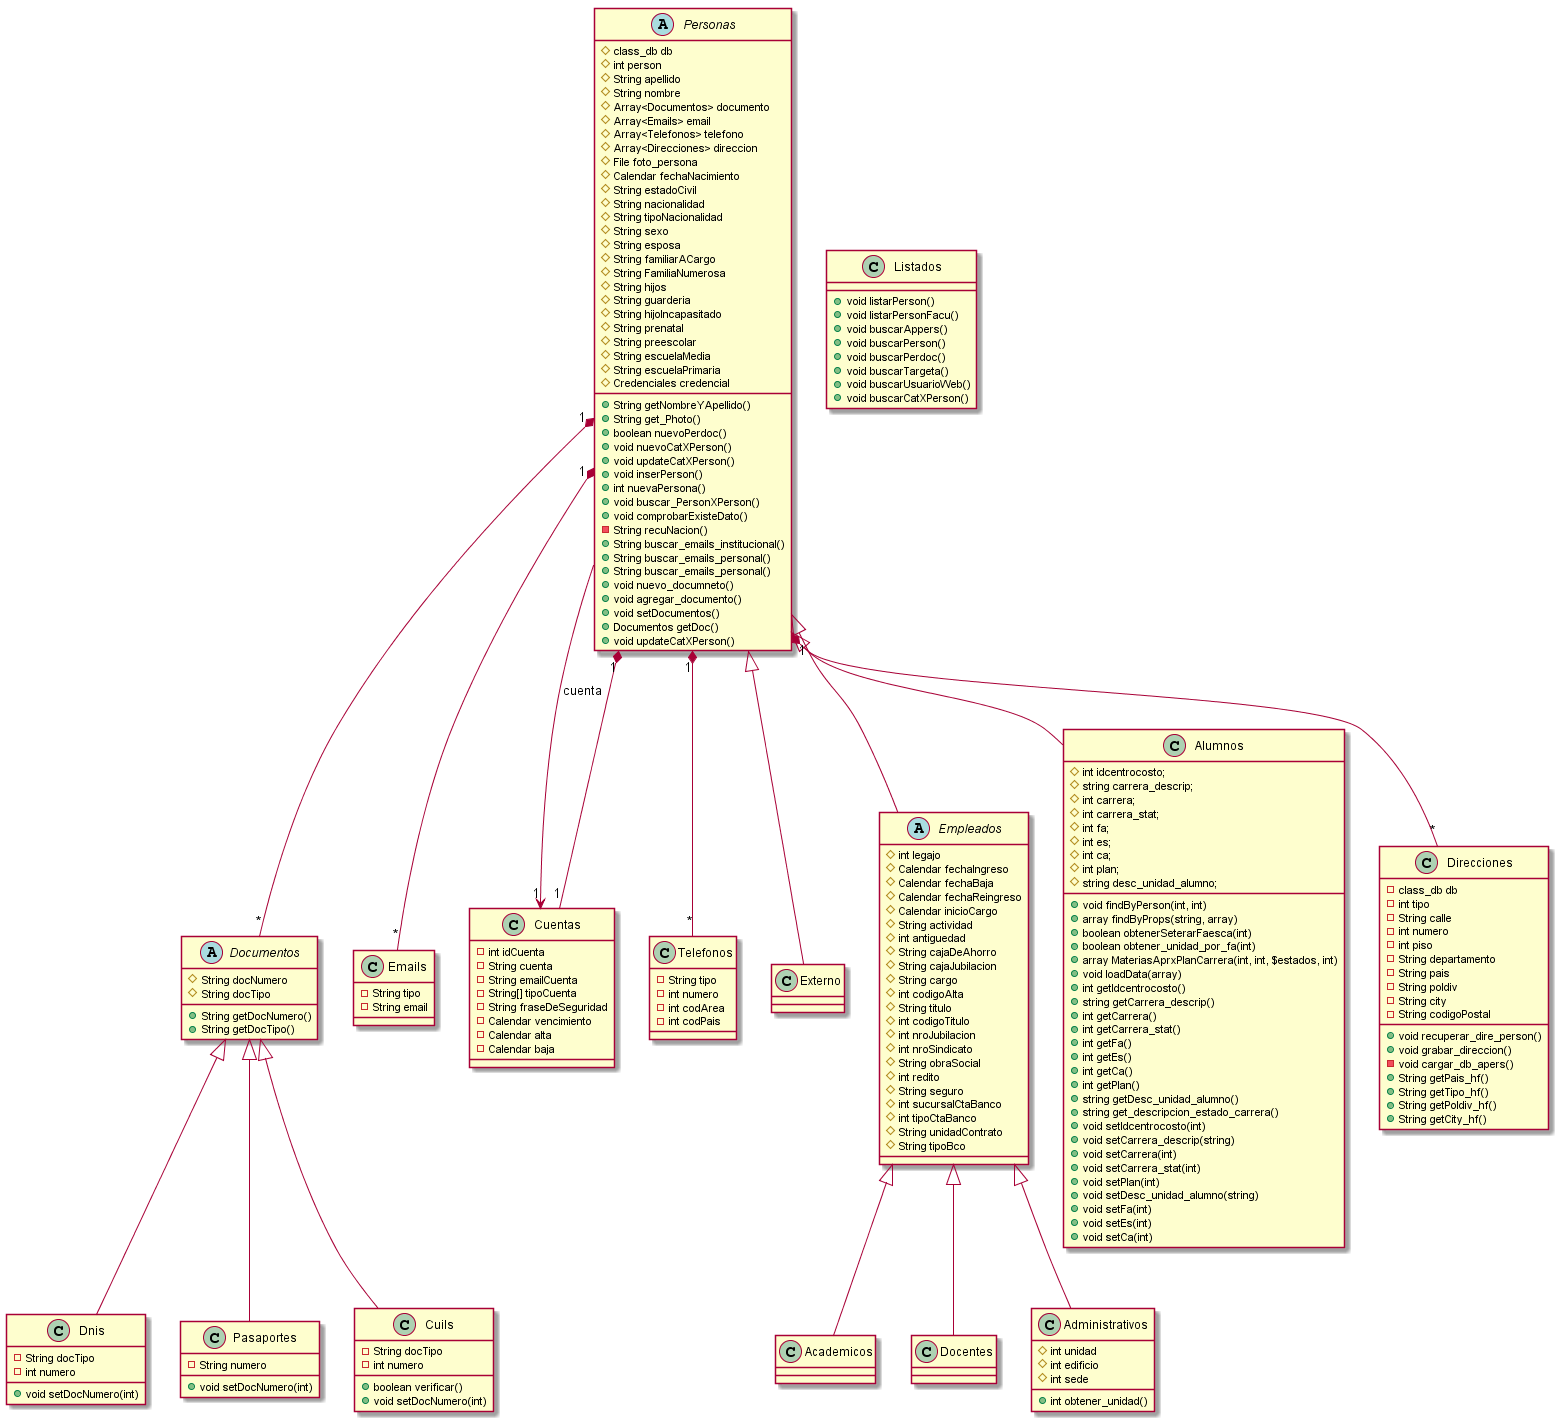 A Personas
class_db db
int person
String apellido
String nombre
Array<Documentos> documento
Array<Emails> email
Array<Telefonos> telefono
Array<Direcciones> direccion
File foto_persona
Calendar fechaNacimiento
String estadoCivil
String nacionalidad
String tipoNacionalidad
String sexo
String esposa
String familiarACargo
String FamiliaNumerosa
String hijos
String guarderia
String hijoIncapasitado
String prenatal
String preescolar
String escuelaMedia
String escuelaPrimaria
Credenciales credencial
String getNombreYApellido()
String get_Photo()
boolean nuevoPerdoc()
void nuevoCatXPerson()
void updateCatXPerson()
void inserPerson()
int nuevaPersona()
void buscar_PersonXPerson()
void comprobarExisteDato()
String recuNacion()
String buscar_emails_institucional()
String buscar_emails_personal()
String buscar_emails_personal()
void nuevo_documneto()
void agregar_documento()
void setDocumentos()
Documentos getDoc()
void updateCatXPerson()
C Listados
void listarPerson()
void listarPersonFacu()
void buscarAppers()
void buscarPerson()
void buscarPerdoc()
void buscarTargeta()
void buscarUsuarioWeb()
void buscarCatXPerson()
1
1
1
1
1
cuenta
*
*
1
1
*
*
A Documentos
String docNumero
String docTipo
String getDocNumero()
String getDocTipo()
C Emails
String tipo
String email
C Cuentas
int idCuenta
String cuenta
String emailCuenta
String[] tipoCuenta
String fraseDeSeguridad
Calendar vencimiento
Calendar alta
Calendar baja
C Telefonos
String tipo
int numero
int codArea
int codPais
C Externo
A Empleados
int legajo
Calendar fechaIngreso
Calendar fechaBaja
Calendar fechaReingreso
Calendar inicioCargo
String actividad
int antiguedad
String cajaDeAhorro
String cajaJubilacion
String cargo
int codigoAlta
String titulo
int codigoTitulo
int nroJubilacion
int nroSindicato
String obraSocial
int redito
String seguro
int sucursalCtaBanco
int tipoCtaBanco
String unidadContrato
String tipoBco
C Alumnos
int idcentrocosto;
string carrera_descrip;
int carrera;
int carrera_stat;
int fa;
int es;
int ca;
int plan;
string desc_unidad_alumno;
void findByPerson(int, int)
array findByProps(string, array)
boolean obtenerSeterarFaesca(int)
boolean obtener_unidad_por_fa(int)
array MateriasAprxPlanCarrera(int, int, $estados, int)
void loadData(array)
int getIdcentrocosto()
string getCarrera_descrip()
int getCarrera()
int getCarrera_stat()
int getFa()
int getEs()
int getCa()
int getPlan()
string getDesc_unidad_alumno()
string get_descripcion_estado_carrera()
void setIdcentrocosto(int)
void setCarrera_descrip(string)
void setCarrera(int)
void setCarrera_stat(int)
void setPlan(int)
void setDesc_unidad_alumno(string)
void setFa(int)
void setEs(int)
void setCa(int)
C Direcciones
class_db db
int tipo
String calle
int numero
int piso
String departamento
String pais
String poldiv
String city
String codigoPostal
void recuperar_dire_person()
void grabar_direccion()
void cargar_db_apers()
String getPais_hf()
String getTipo_hf()
String getPoldiv_hf()
String getCity_hf()
C Dnis
String docTipo
int numero
void setDocNumero(int)
C Pasaportes
String numero
void setDocNumero(int)
C Cuils
String docTipo
int numero
boolean verificar()
void setDocNumero(int)
C Academicos
C Docentes
C Administrativos
int unidad
int edificio
int sede
int obtener_unidad()